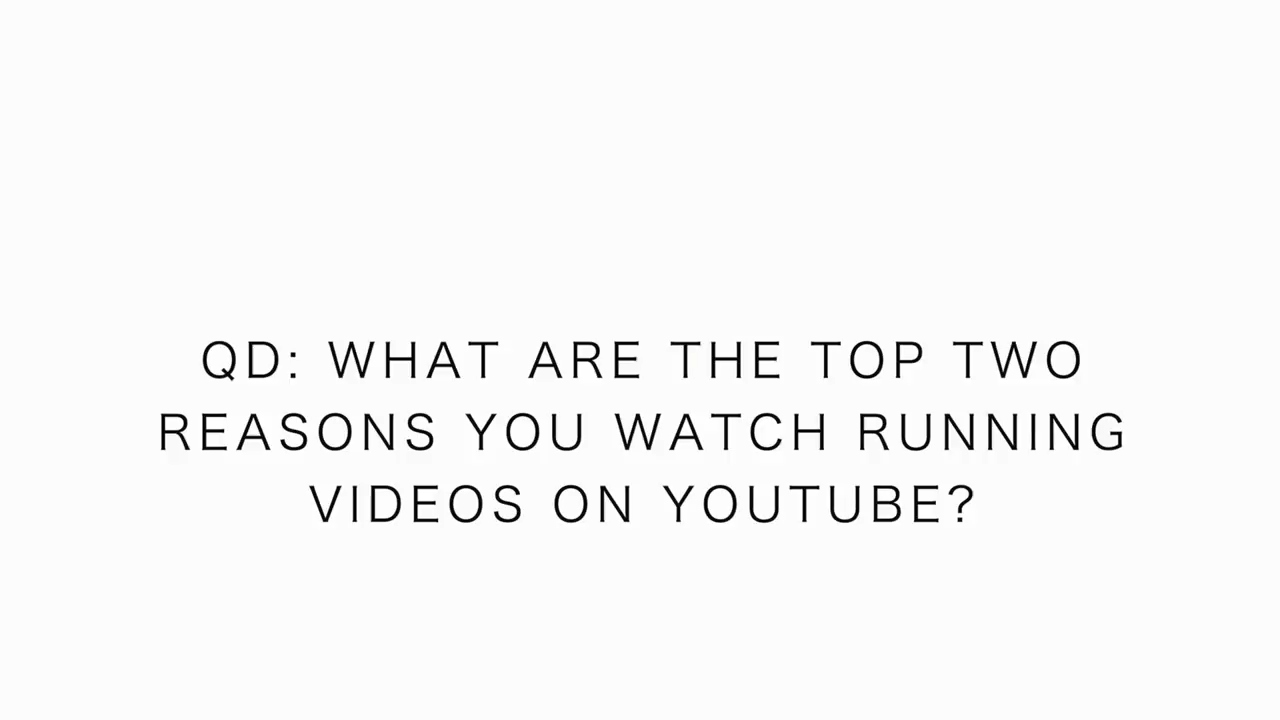 QD: WHAT ARE THE TOP TWO
REASONS YOU WATCH RUNNING
VIDEOS ON YOUTUBE?